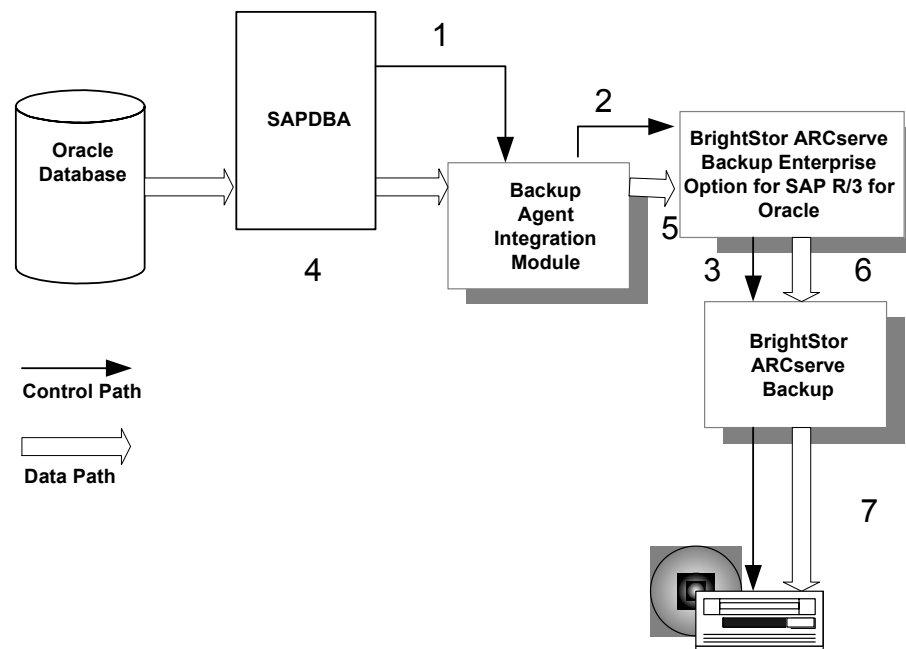 1
SAPDBA
2
Oracle
Database
BrightStor ARCserve
Backup Enterprise
Option for SAP R/3 for
Oracle
Backup
Agent
Integration
Module
5
4
3
6
BrightStor
ARCserve
Backup
Control Path
Data Path
7